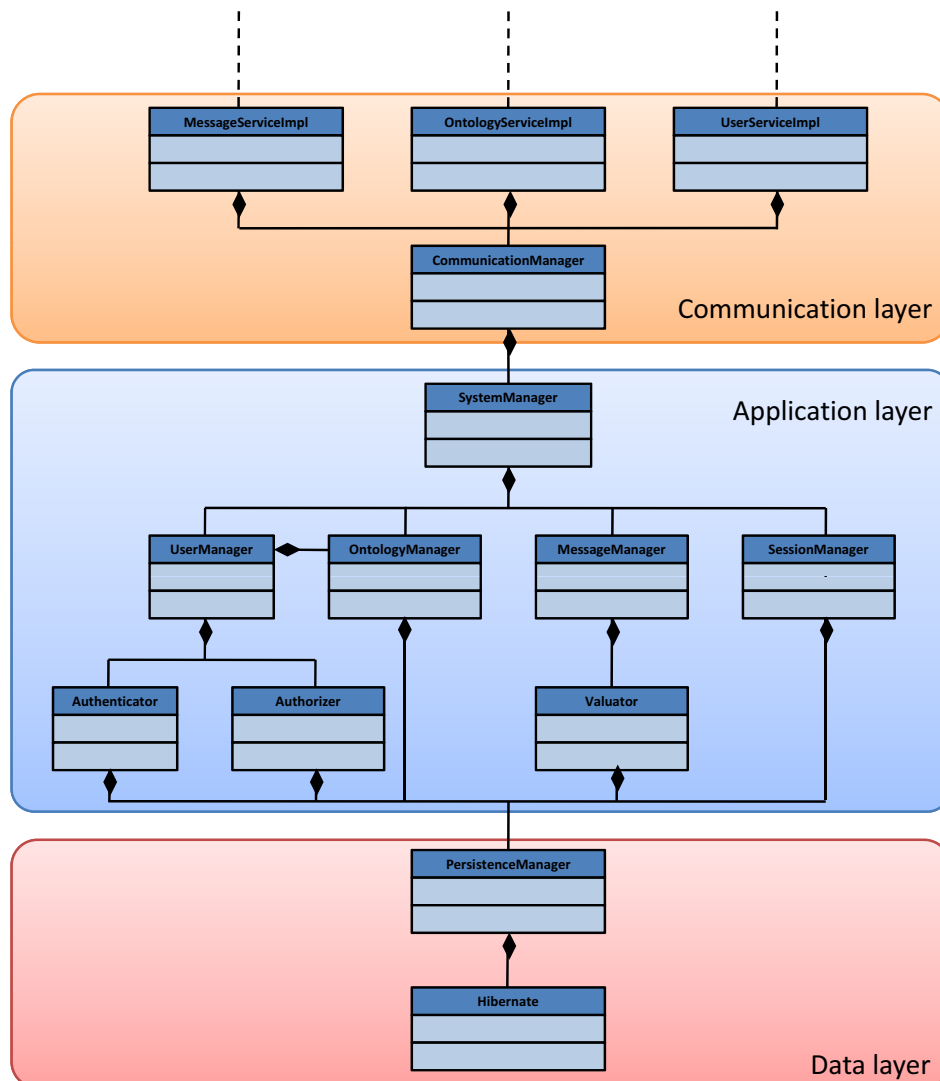 MessageServiceImpl
OntologyServiceImpl
UserServiceImpl
CommunicationManager
Communication layer
SystemManager
Application layer
UserManager
OntologyManager
MessageManager
SessionManager
Authenticator
Authorizer
Valuator
PersistenceManager
Hibernate
Data layer